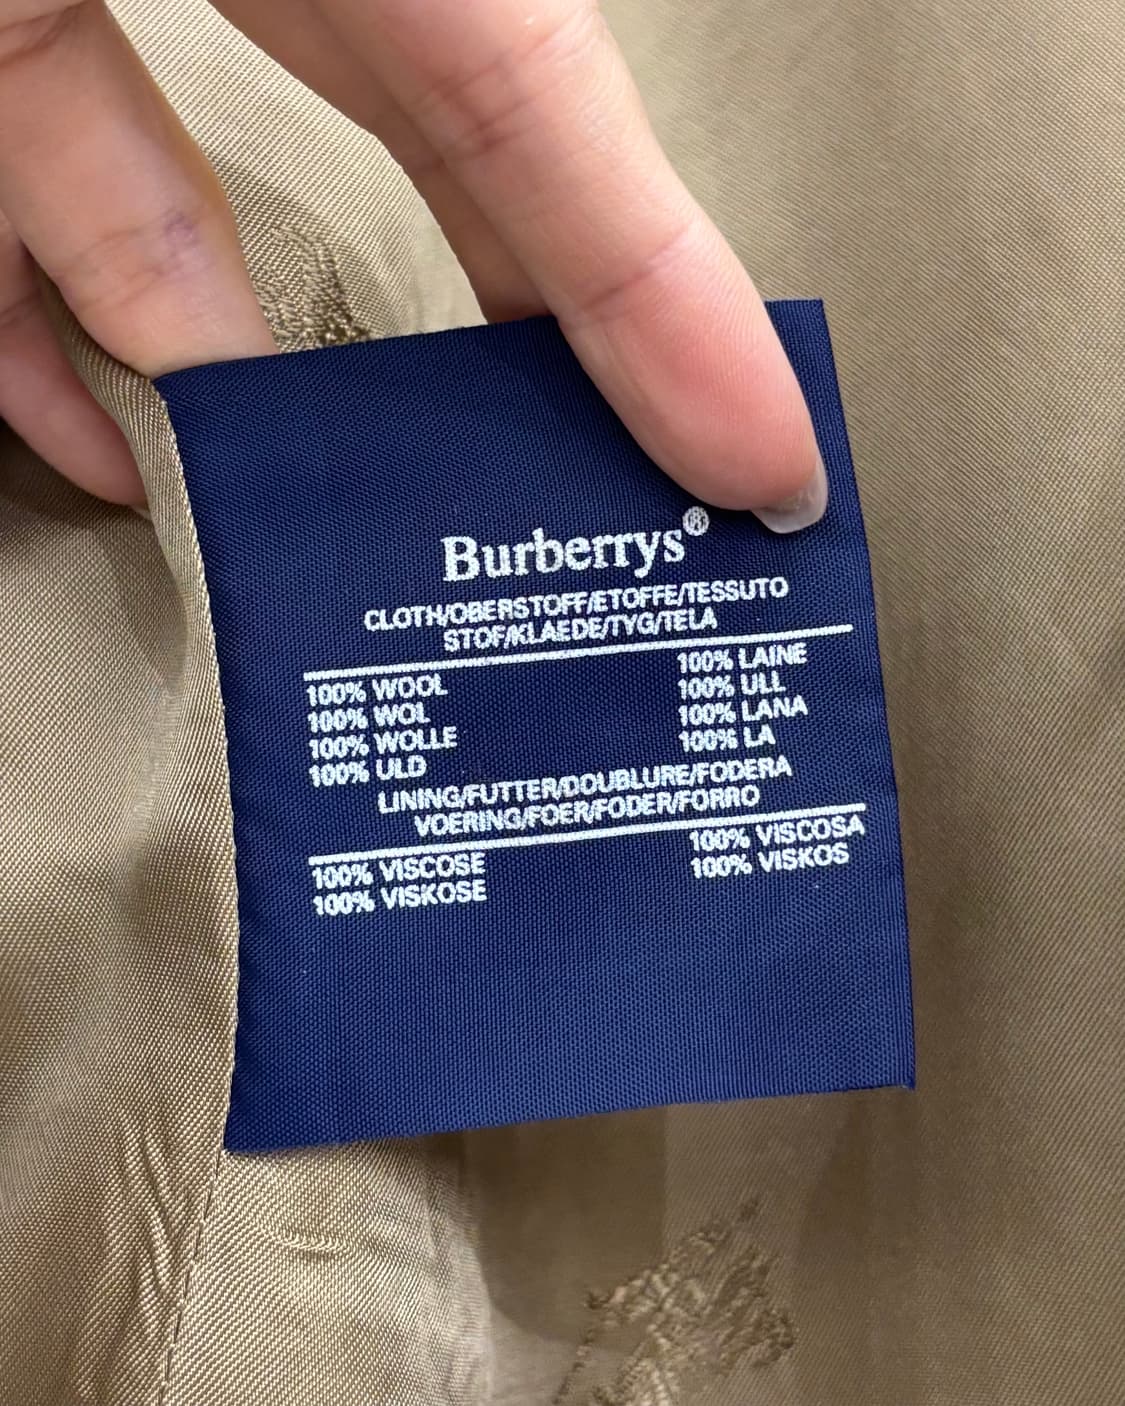 Burberrys®
CLOTH/OBERSTOFF/ETOFFE/TESSUTO
STOF/KLAEDE/TYG/TELA
100% WOOL
100% WOL
100% WOLLE
100% ULD
100% LAINE
100% ULL
100% LANA
100% LA
LINING/FUTTER/DOUBLURE/FODERA
VOERING/FOER/FODER/FORRO
100% VISCOSE
100% VISKOSE
100% VISCOSA
100% VISKOS